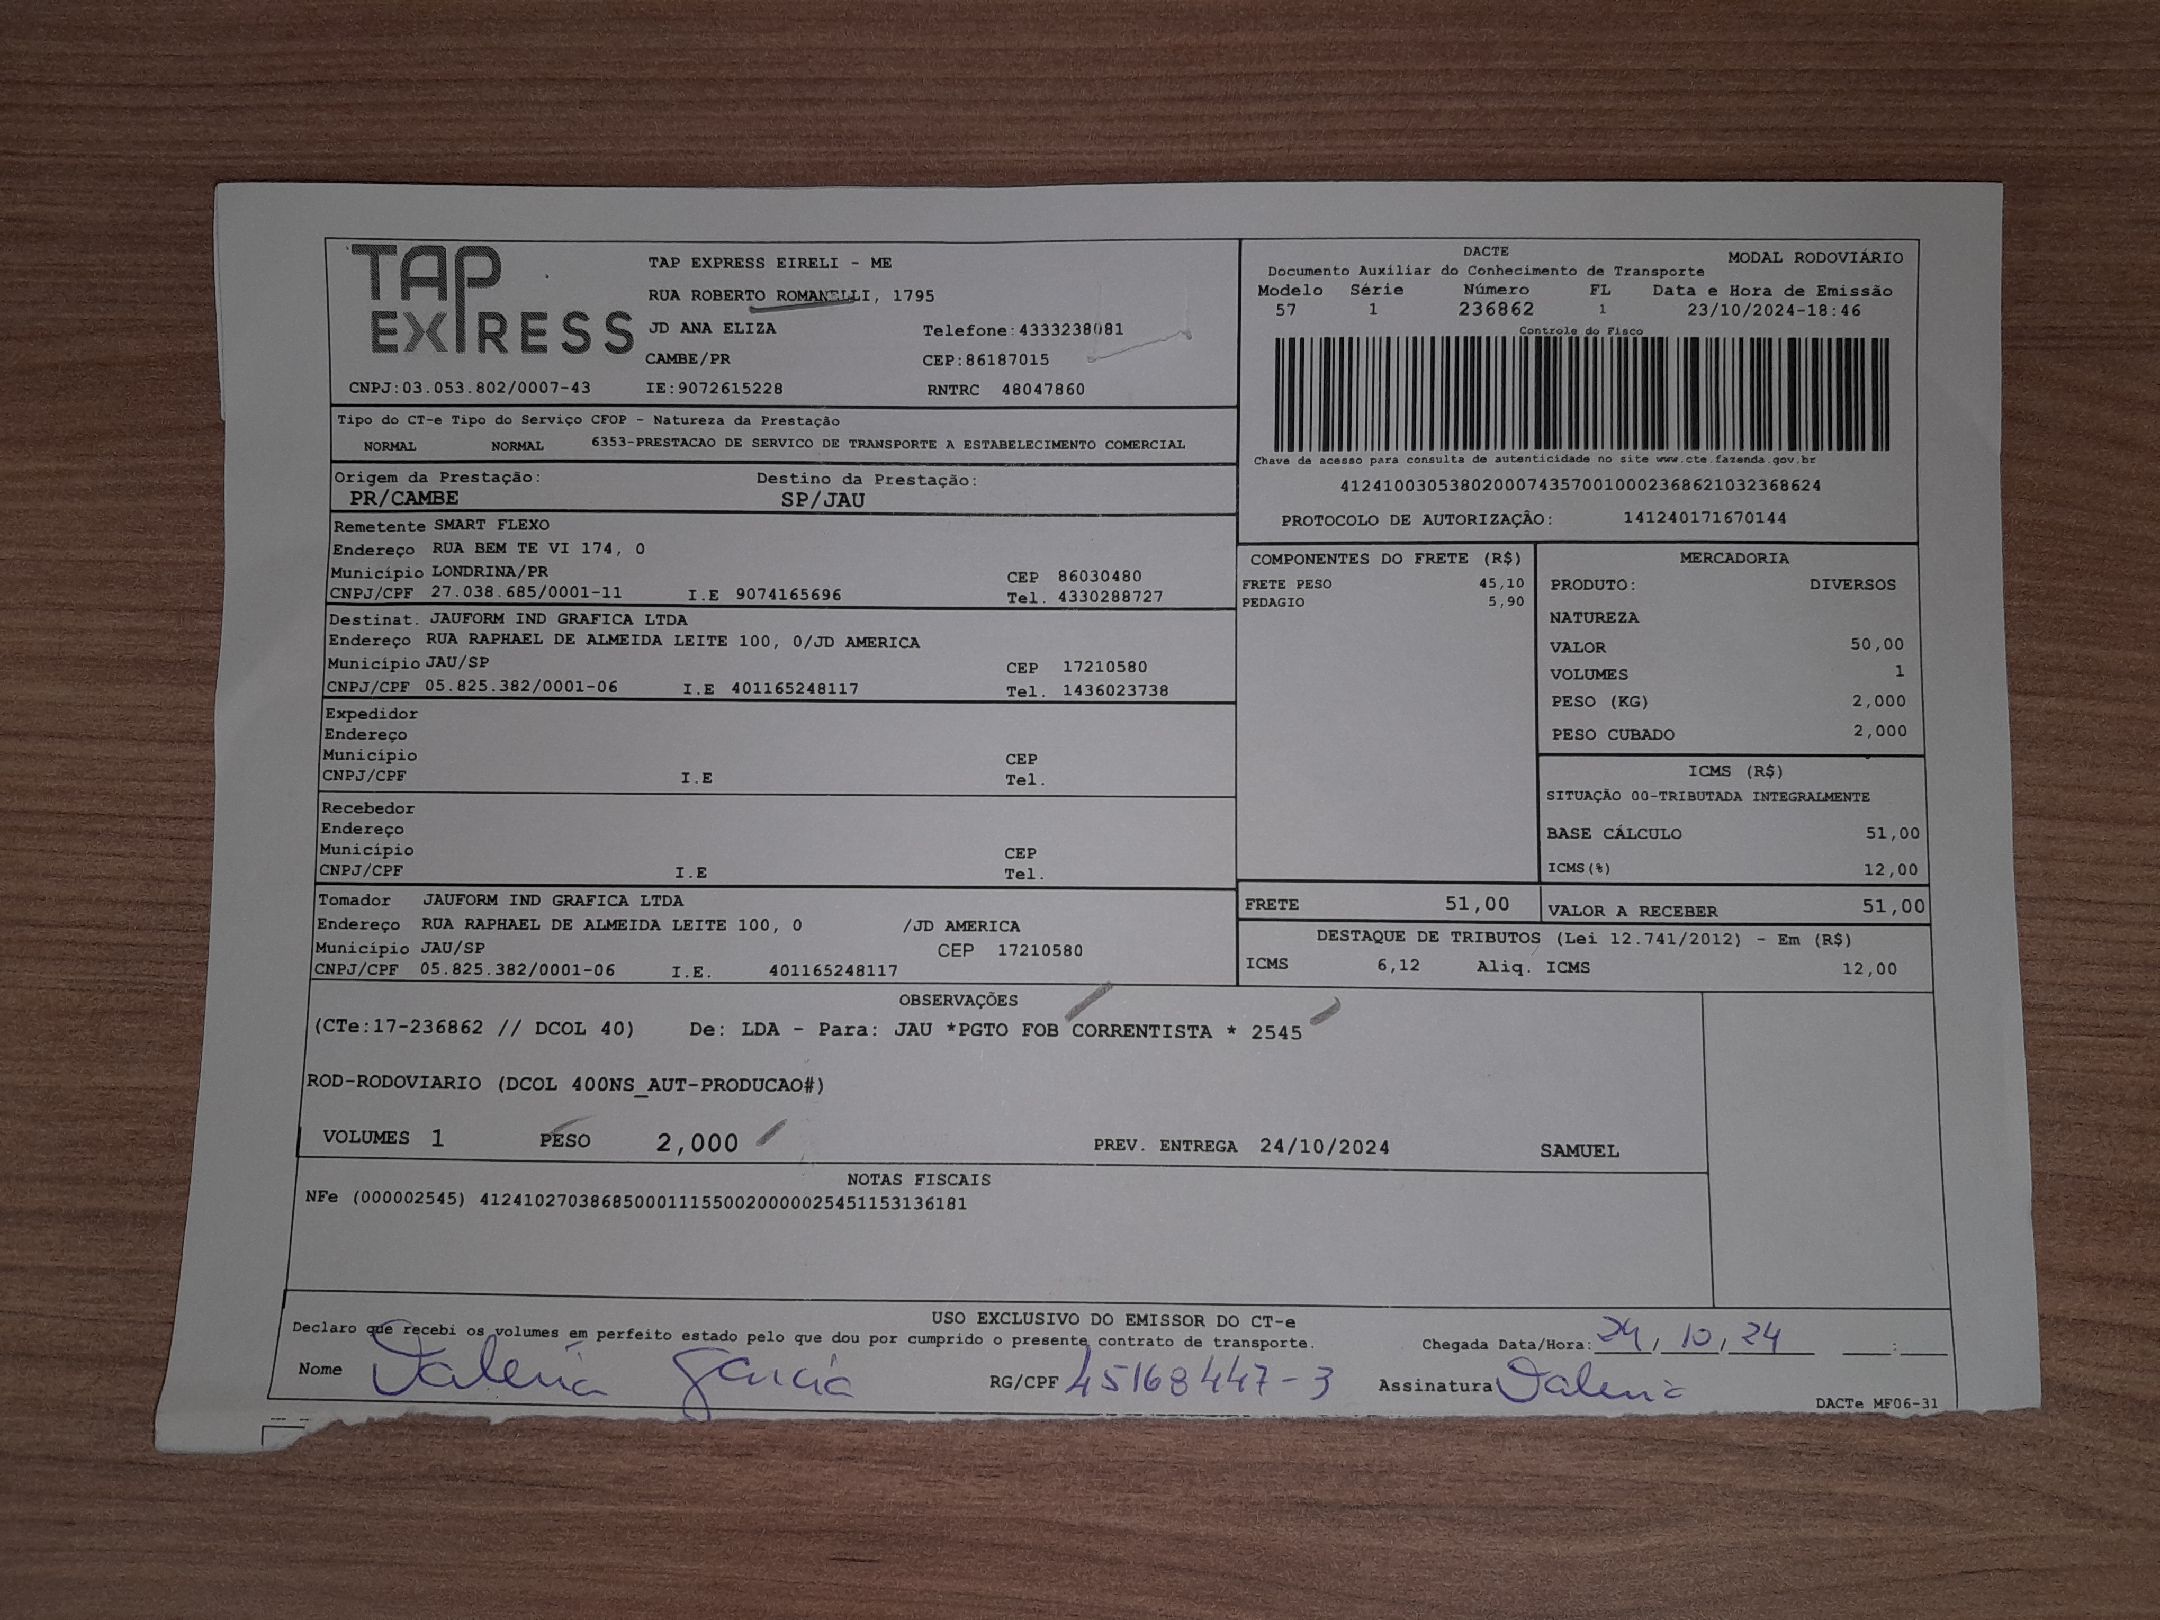 TAP
EXPRESS
TAP EXPRESS EIRELI - ME
RUA ROBERTO ROMANELLI, 1795
JD ANA ELIZA Telefone:4333238081
CAMBE/PR CEP:86187015
CNPJ:03.053.802/0007-43 IE:9072615228 RNTRC 48047860
DACTE
MODAL RODOVIÁRIO
Documento Auxiliar do Conhecimento de Transporte
Modelo Série Número FL Data e Hora de Emissão
57 1 236862 1 23/10/2024-18:46
Controle do Fisco
Chave de acesso para consulta de autenticidade no site www.cte.fazenda.gov.br
41241003053802000743570010002368621032368624
PROTOCOLO DE AUTORIZAÇÃO: 141240171670144
Tipo do CT-e Tipo do Serviço CFOP - Natureza da Prestação
NORMAL NORMAL 6353-PRESTACAO DE SERVICO DE TRANSPORTE A ESTABELECIMENTO COMERCIAL
Origem da Prestação: Destino da Prestação:
PR/CAMBE SP/JAU
Remetente SMART FLEXO
Endereço RUA BEM TE VI 174, 0
Município LONDRINA/PR CEP 86030480
CNPJ/CPF 27.038.685/0001-11 I.E 9074165696 Tel. 4330288727
Destinat. JAUFORM IND GRAFICA LTDA
Endereço RUA RAPHAEL DE ALMEIDA LEITE 100, 0/JD AMERICA
Município JAU/SP CEP 17210580
CNPJ/CPF 05.825.382/0001-06 I.E 401165248117 Tel. 1436023738
Expedidor
Endereço
Município CEP
CNPJ/CPF I.E Tel.
Recebedor
Endereço
Município CEP
CNPJ/CPF I.E Tel.
Tomador JAUFORM IND GRAFICA LTDA
Endereço RUA RAPHAEL DE ALMEIDA LEITE 100, 0 /JD AMERICA
Município JAU/SP CEP 17210580
CNPJ/CPF 05.825.382/0001-06 I.E. 401165248117
COMPONENTES DO FRETE (R$)
FRETE PESO 45,10
PEDAGIO 5,90
MERCADORIA
PRODUTO: DIVERSOS
NATUREZA
VALOR 50,00
VOLUMES 1
PESO (KG) 2,000
PESO CUBADO 2,000
ICMS (R$)
SITUAÇÃO 00-TRIBUTADA INTEGRALMENTE
BASE CÁLCULO 51,00
ICMS(%) 12,00
FRETE 51,00 VALOR A RECEBER 51,00
DESTAQUE DE TRIBUTOS (Lei 12.741/2012) - Em (R$)
ICMS 6,12 Aliq. ICMS 12,00
OBSERVAÇÕES
(CTe:17-236862 // DCOL 40) De: LDA - Para: JAU *PGTO FOB CORRENTISTA * 2545
ROD-RODOVIARIO (DCOL 400NS_AUT-PRODUCAO#)
VOLUMES 1 PESO 2,000 PREV. ENTREGA 24/10/2024 SAMUEL
NOTAS FISCAIS
NFe (000002545) 41241027038685000111550020000025451153136181
USO EXCLUSIVO DO EMISSOR DO CT-e
Declaro que recebi os volumes em perfeito estado pelo que dou por cumprido o presente contrato de transporte. Chegada Data/Hora: 24, 10, 24 :
Nome Valeria Garcia RG/CPF 45168447-3 Assinatura Valeria
DACTe MF06-31